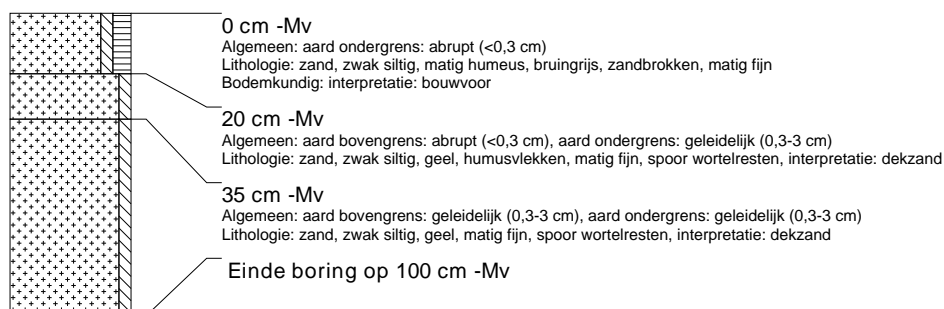 0 cm -Mv
Algemeen: aard ondergrens: abrupt (<0,3 cm)
Lithologie: zand, zwak siltig, matig humeus, bruingrijs, zandbrokken, matig fijn
Bodemkundig: interpretatie: bouwvoor
20 cm -Mv
Algemeen: aard bovengrens: abrupt (<0,3 cm), aard ondergrens: geleidelijk (0,3-3 cm)
Lithologie: zand, zwak siltig, geel, humusvlekken, matig fijn, spoor wortelresten, interpretatie: dekzand
35 cm -Mv
Algemeen: aard bovengrens: geleidelijk (0,3-3 cm), aard ondergrens: geleidelijk (0,3-3 cm)
Lithologie: zand, zwak siltig, geel, matig fijn, spoor wortelresten, interpretatie: dekzand
Einde boring op 100 cm -Mv